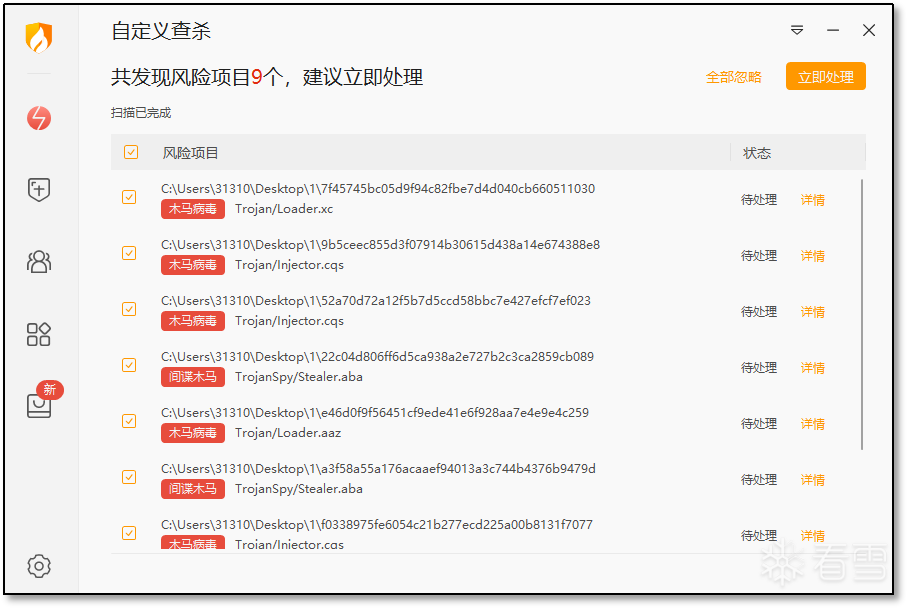 自定义查杀
共发现风险项目9个，建议立即处理
全部忽略
立即处理
扫描已完成
风险项目
状态
C:\Users\31310\Desktop\1\7f45745bc05d9f94c82fbe7d4d040cb660511030
木马病毒 Trojan/Loader.xc
待处理 详情
C:\Users\31310\Desktop\1\9b5ceec855d3f07914b30615d438a14e674388e8
木马病毒 Trojan/Injector.cqs
待处理 详情
C:\Users\31310\Desktop\1\52a70d72a12f5b7d5ccd58bbc7e427efcf7ef023
木马病毒 Trojan/Injector.cqs
待处理 详情
C:\Users\31310\Desktop\1\22c04d806ff6d5ca938a2e727b2c3ca2859cb089
间谍木马 TrojanSpy/Stealer.aba
待处理 详情
C:\Users\31310\Desktop\1\e46d0f9f56451cf9ede41e6f928aa7e4e9e4c259
木马病毒 Trojan/Loader.aaz
待处理 详情
C:\Users\31310\Desktop\1\a3f58a55a176acaaef94013a3c744b4376b9479d
间谍木马 TrojanSpy/Stealer.aba
待处理 详情
C:\Users\31310\Desktop\1\f0338975fe6054c21b277ecd225a00b8131f7077
木马病毒 Trojan/Injector.cqs
待处理 详情
新
看雪